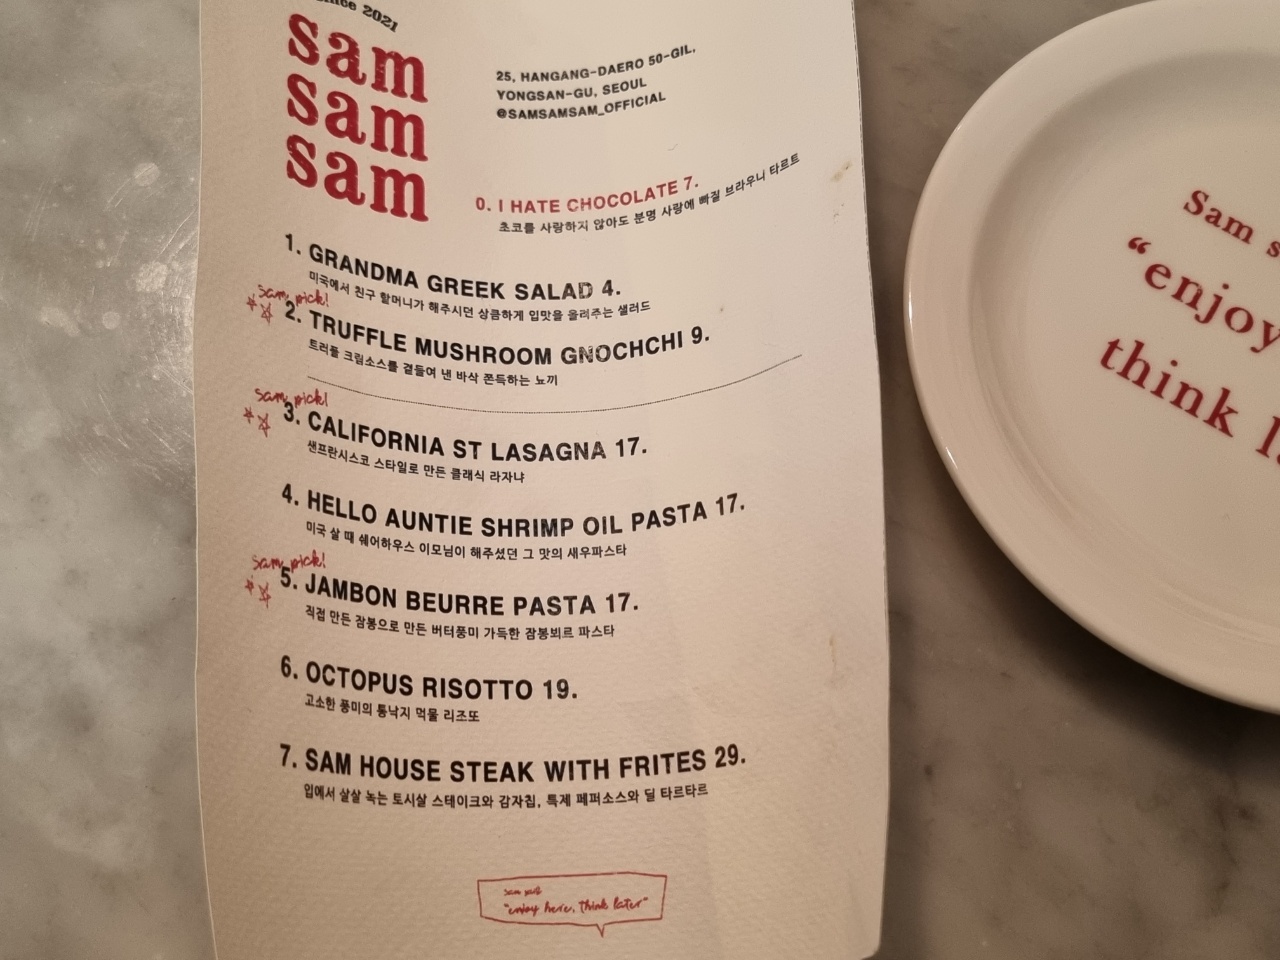 since 2021
sam
sam
sam
25, HANGANG-DAERO 50-GIL,
YONGSAN-GU, SEOUL
@SAMSAMSAM_OFFICIAL
0. I HATE CHOCOLATE 7.
초코를 사랑하지 않아도 분명 사랑에 빠질 브라우니 타르트
1. GRANDMA GREEK SALAD 4.
미국에서 친구 할머니가 해주시던 상큼하게 입맛을 올리주는 샐러드
Sam pick!
2. TRUFFLE MUSHROOM GNOCHCHI 9.
트러플 크림소스를 곁들여 낸 바삭 쫀득하는 뇨끼
Sam pick!
3. CALIFORNIA ST LASAGNA 17.
샌프란시스코 스타일로 만든 클래식 라자냐
4. HELLO AUNTIE SHRIMP OIL PASTA 17.
미국 살 때 쉐어하우스 이모님이 해주셨던 그 맛의 새우파스타
Sam pick!
5. JAMBON BEURRE PASTA 17.
직접 만든 잠봉으로 만든 버터풍미 가득한 잠봉뵈르 파스타
6. OCTOPUS RISOTTO 19.
고소한 풍미의 통낙지 먹물 리조또
7. SAM HOUSE STEAK WITH FRITES 29.
입에서 살살 녹는 토시살 스테이크와 감자칩, 특제 페퍼소스와 딜 타르타르
sam said
"enjoy here, think later"
Sam s
"enjoy
think l